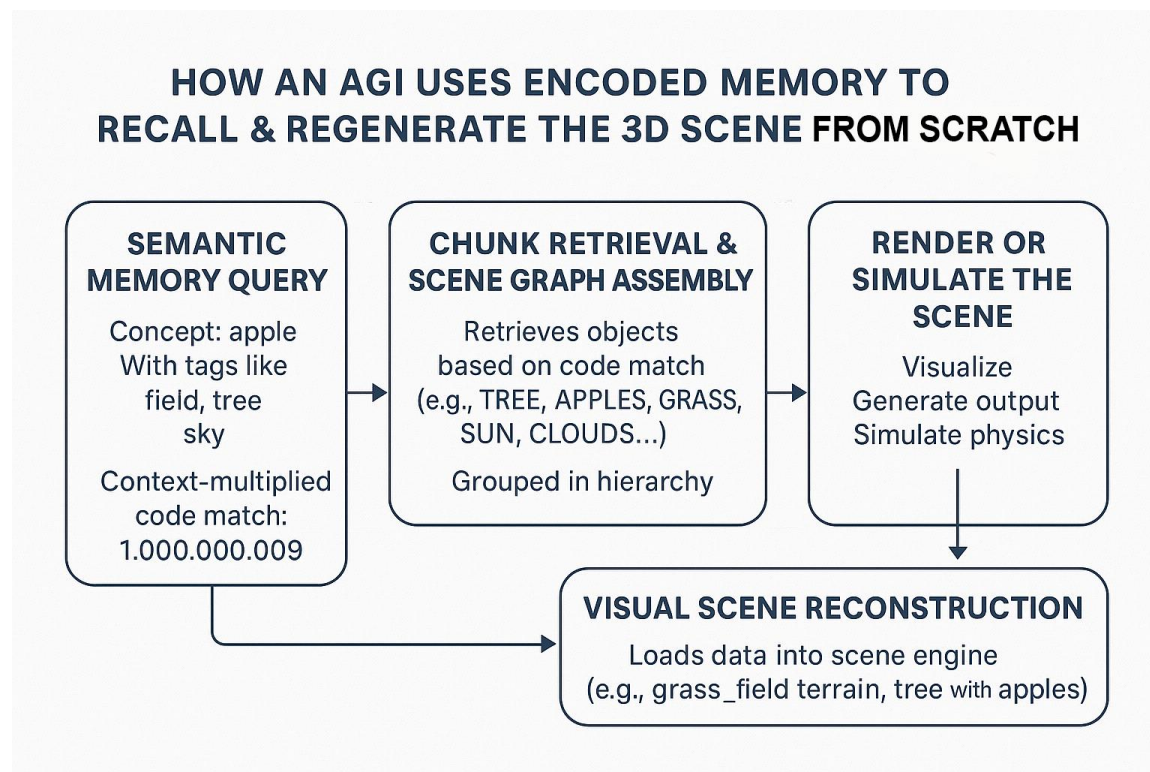 HOW AN AGI USES ENCODED MEMORY TO
RECALL & REGENERATE THE 3D SCENE FROM SCRATCH
SEMANTIC
MEMORY QUERY
Concept: apple
With tags like
field, tree
sky
Context-multiplied
code match:
1.000.000.009
CHUNK RETRIEVAL &
SCENE GRAPH ASSEMBLY
Retrieves objects
based on code match
(e.g., TREE, APPLES, GRASS,
SUN, CLOUDS...)
Grouped in hierarchy
RENDER OR
SIMULATE THE
SCENE
Visualize
Generate output
Simulate physics
VISUAL SCENE RECONSTRUCTION
Loads data into scene engine
(e.g., grass_field terrain, tree with apples)